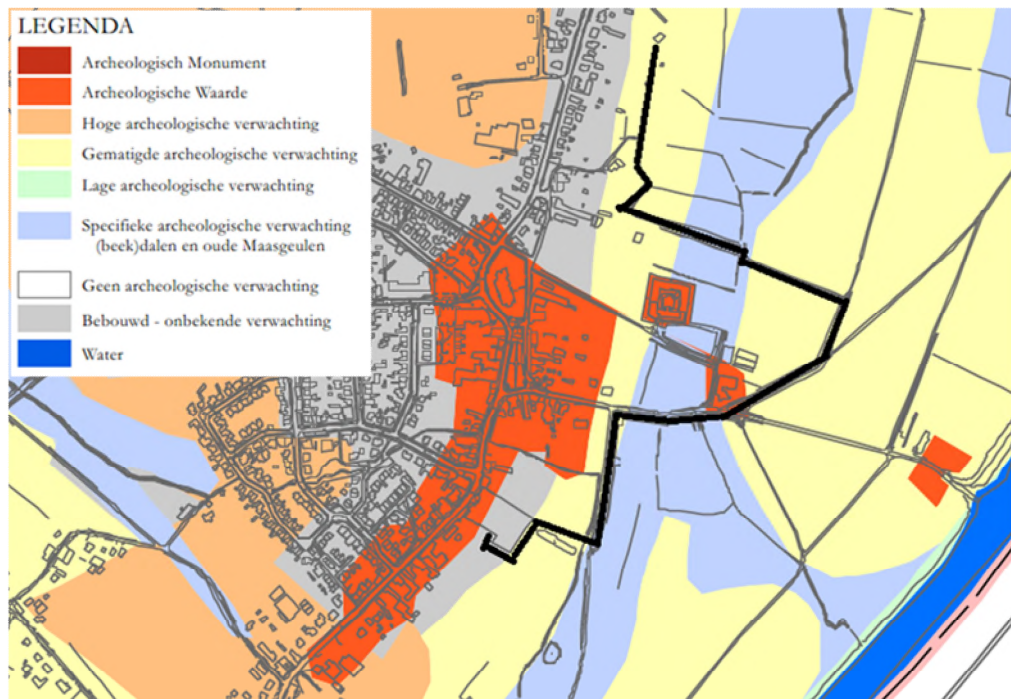 LEGENDA
Archeologisch Monument
Archeologische Waarde
Hoge archeologische verwachting
Gematigde archeologische verwachting
Lage archeologische verwachting
Specifieke archeologische verwachting
(beek)dalen en oude Maasgeulen
Geen archeologische verwachting
Bebouwd - onbekende verwachting
Water